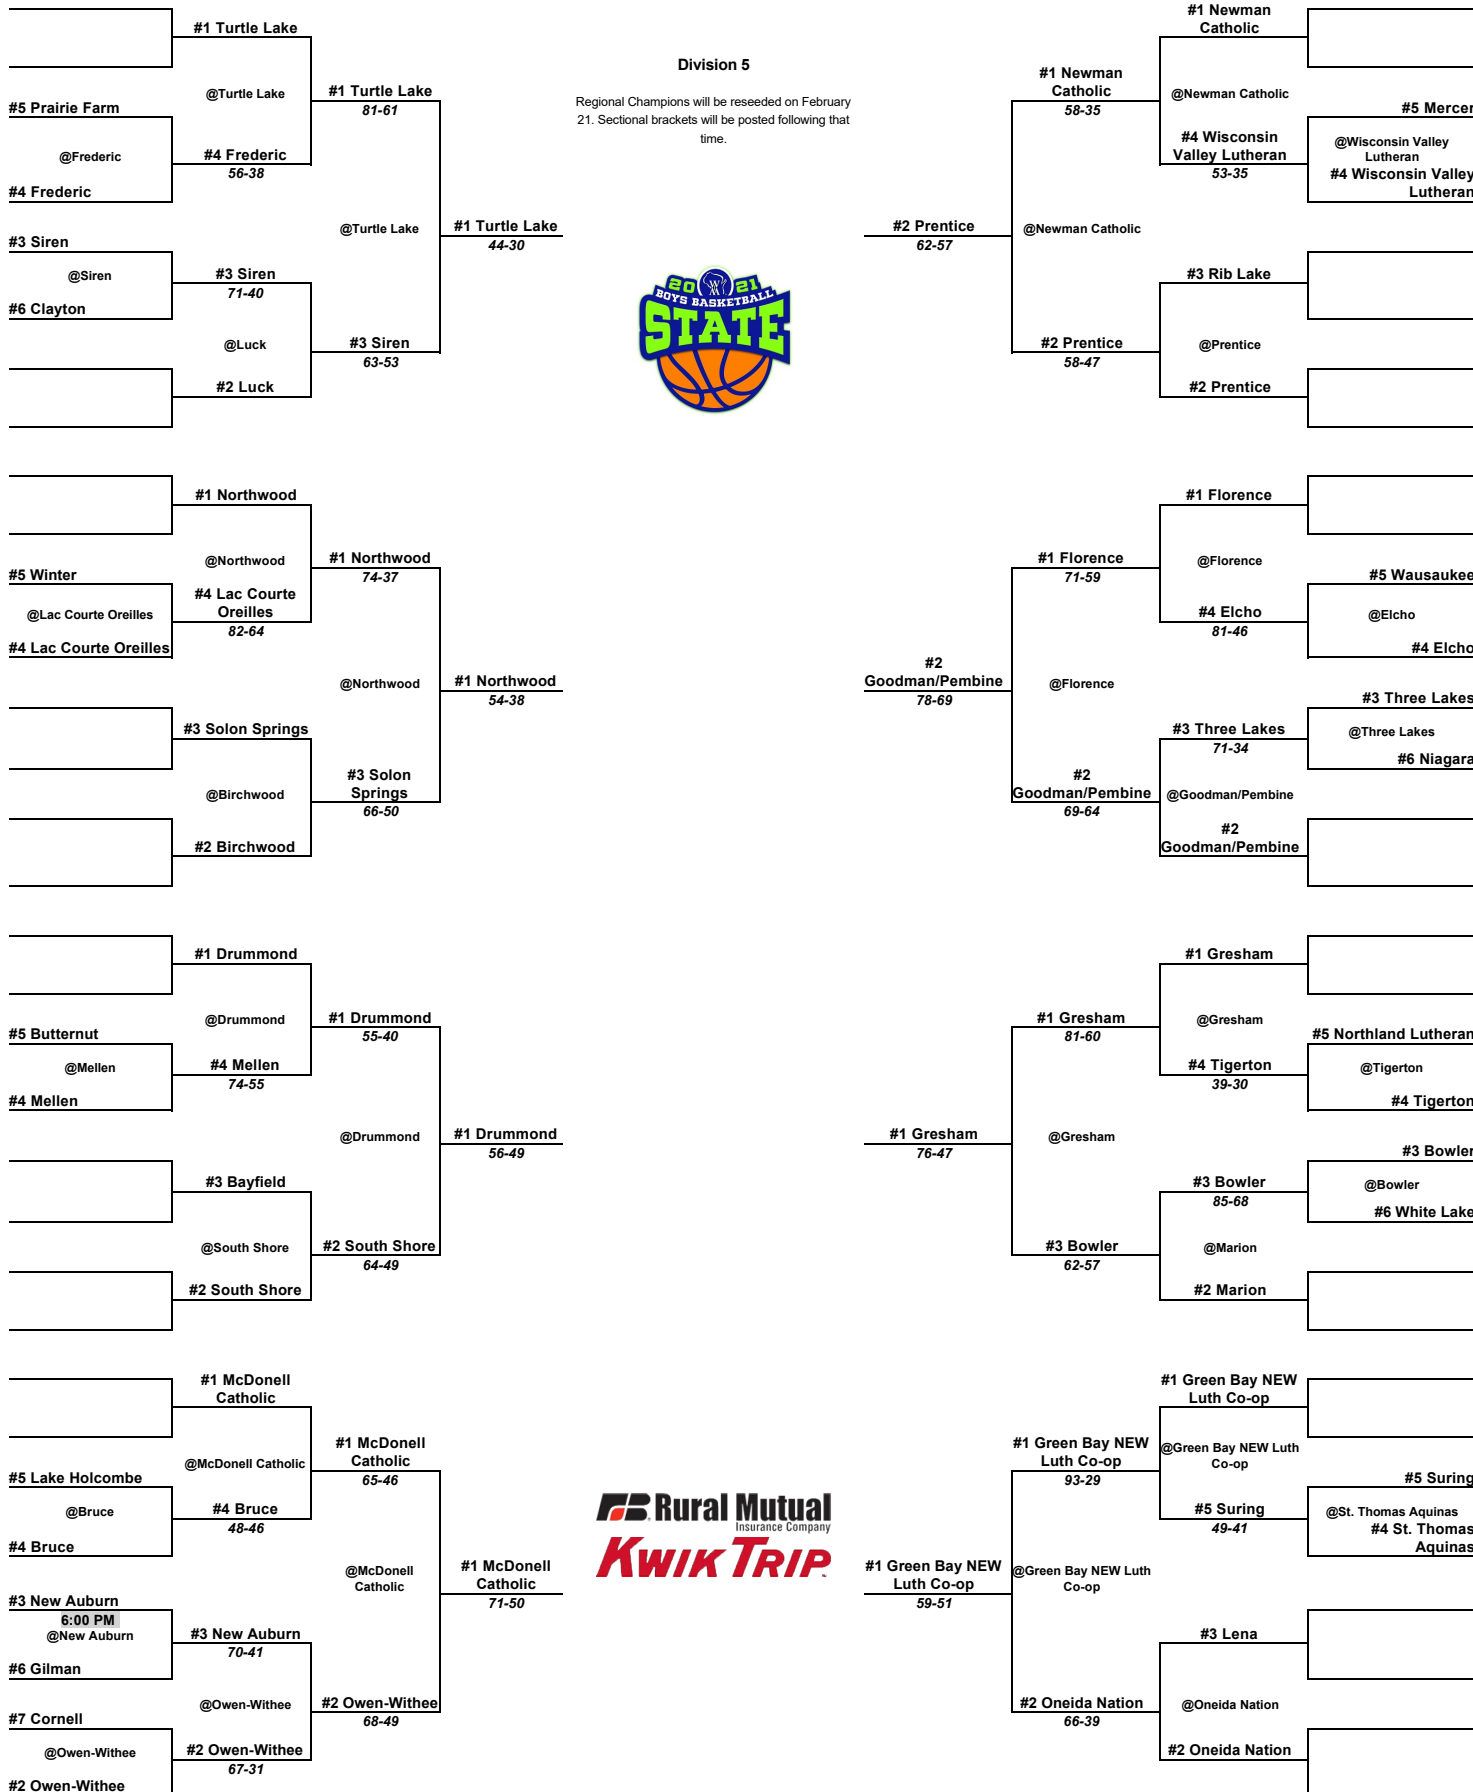 Division 5
Regional Champions will be reseeded on February
21. Sectional brackets will be posted following that
time.
#1 Turtle Lake
@Turtle Lake
#5 Prairie Farm
@Frederic
#4 Frederic
#4 Frederic
56-38
#1 Turtle Lake
81-61
#3 Siren
@Siren
#6 Clayton
#3 Siren
71-40
@Luck
#2 Luck
#3 Siren
63-53
@Turtle Lake
#1 Turtle Lake
44-30
20 21
BOYS BASKETBALL
STATE
#1 Newman
Catholic
@Newman Catholic
#5 Mercer
@Wisconsin Valley
Lutheran
#4 Wisconsin Valley
Lutheran
#4 Wisconsin
Valley Lutheran
53-35
#1 Newman
Catholic
58-35
#2 Prentice
62-57
@Newman Catholic
#3 Rib Lake
@Prentice
#2 Prentice
#2 Prentice
58-47
#1 Northwood
@Northwood
#5 Winter
@Lac Courte Oreilles
#4 Lac Courte Oreilles
#4 Lac Courte
Oreilles
82-64
#1 Northwood
74-37
@Northwood
#1 Northwood
54-38
#3 Solon Springs
@Birchwood
#2 Birchwood
#3 Solon
Springs
66-50
#1 Florence
@Florence
#5 Wausaukee
@Elcho
#4 Elcho
#4 Elcho
81-46
#1 Florence
71-59
#2
Goodman/Pembine
78-69
@Florence
#3 Three Lakes
@Three Lakes
#6 Niagara
#3 Three Lakes
71-34
@Goodman/Pembine
#2
Goodman/Pembine
#2
Goodman/Pembine
69-64
#1 Drummond
@Drummond
#5 Butternut
@Mellen
#4 Mellen
#4 Mellen
74-55
#1 Drummond
55-40
@Drummond
#1 Drummond
56-49
#3 Bayfield
@South Shore
#2 South Shore
#2 South Shore
64-49
#1 Gresham
@Gresham
#5 Northland Lutheran
@Tigerton
#4 Tigerton
#4 Tigerton
39-30
#1 Gresham
81-60
#1 Gresham
76-47
@Gresham
#3 Bowler
@Bowler
#6 White Lake
#3 Bowler
85-68
@Marion
#2 Marion
#3 Bowler
62-57
#1 McDonell
Catholic
@McDonell Catholic
#5 Lake Holcombe
@Bruce
#4 Bruce
#4 Bruce
48-46
#1 McDonell
Catholic
65-46
@McDonell
Catholic
#1 McDonell
Catholic
71-50
#3 New Auburn
6:00 PM
@New Auburn
#6 Gilman
#3 New Auburn
70-41
@Owen-Withee
#7 Cornell
@Owen-Withee
#2 Owen-Withee
#2 Owen-Withee
67-31
#2 Owen-Withee
68-49
Rural Mutual
Insurance Company
KWIK TRIP
#1 Green Bay NEW
Luth Co-op
@Green Bay NEW Luth
Co-op
#5 Suring
@St. Thomas Aquinas
#4 St. Thomas
Aquinas
#5 Suring
49-41
#1 Green Bay NEW
Luth Co-op
93-29
#1 Green Bay NEW
Luth Co-op
59-51
@Green Bay NEW Luth
Co-op
#3 Lena
@Oneida Nation
#2 Oneida Nation
#2 Oneida Nation
66-39